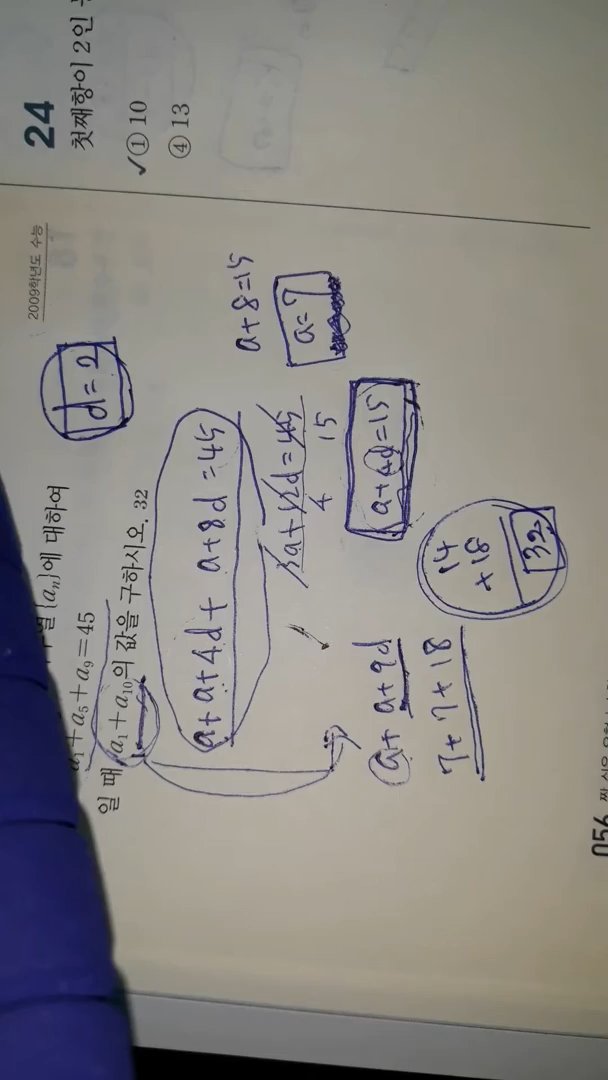 24
첫째항이 2인
✓① 10
④ 13
2009학년도 수능
{aₙ}에 대하여
a₁+a₅+a₉=45
일 때, a₁+a₁₀의 값을 구하시오. 32
d=2
a+a+4d+a+8d=45
3a+12d=45
4 15
a+4d=15
a+8=15
a=7
a+a+9d
7+7+18
14
+18
32
056